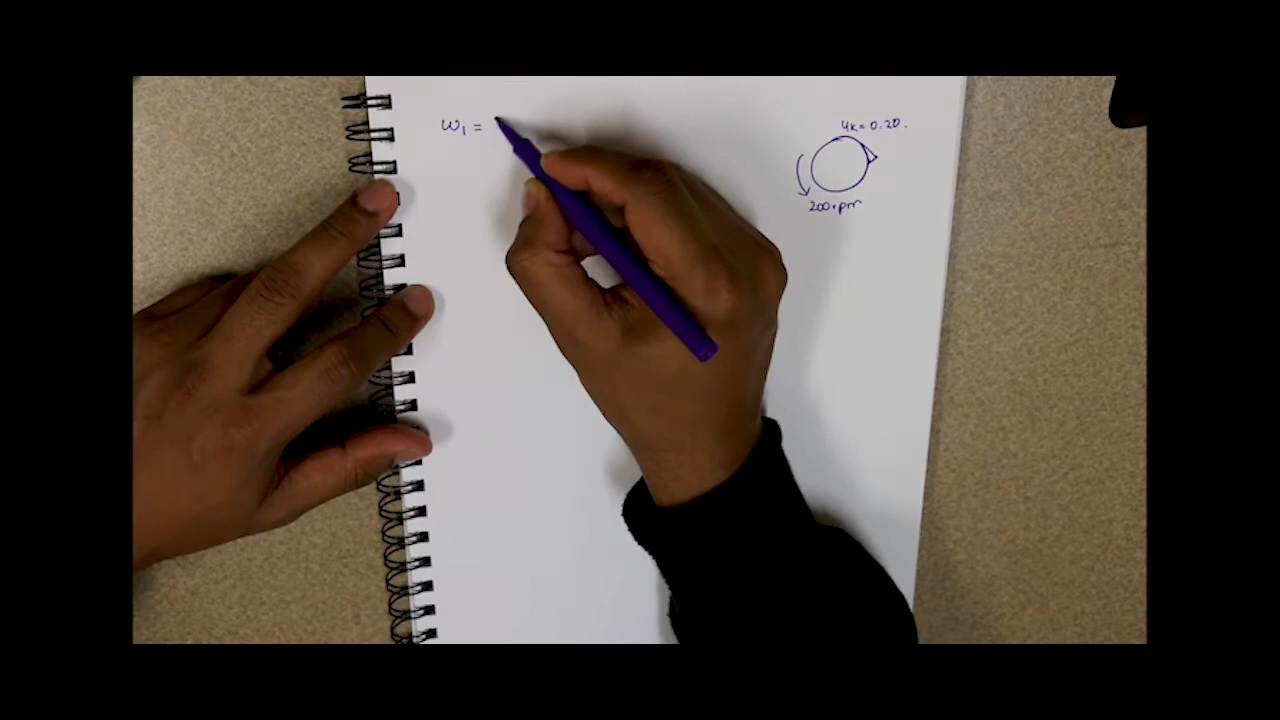 ω₁ =
μk = 0.20.
200 rpm